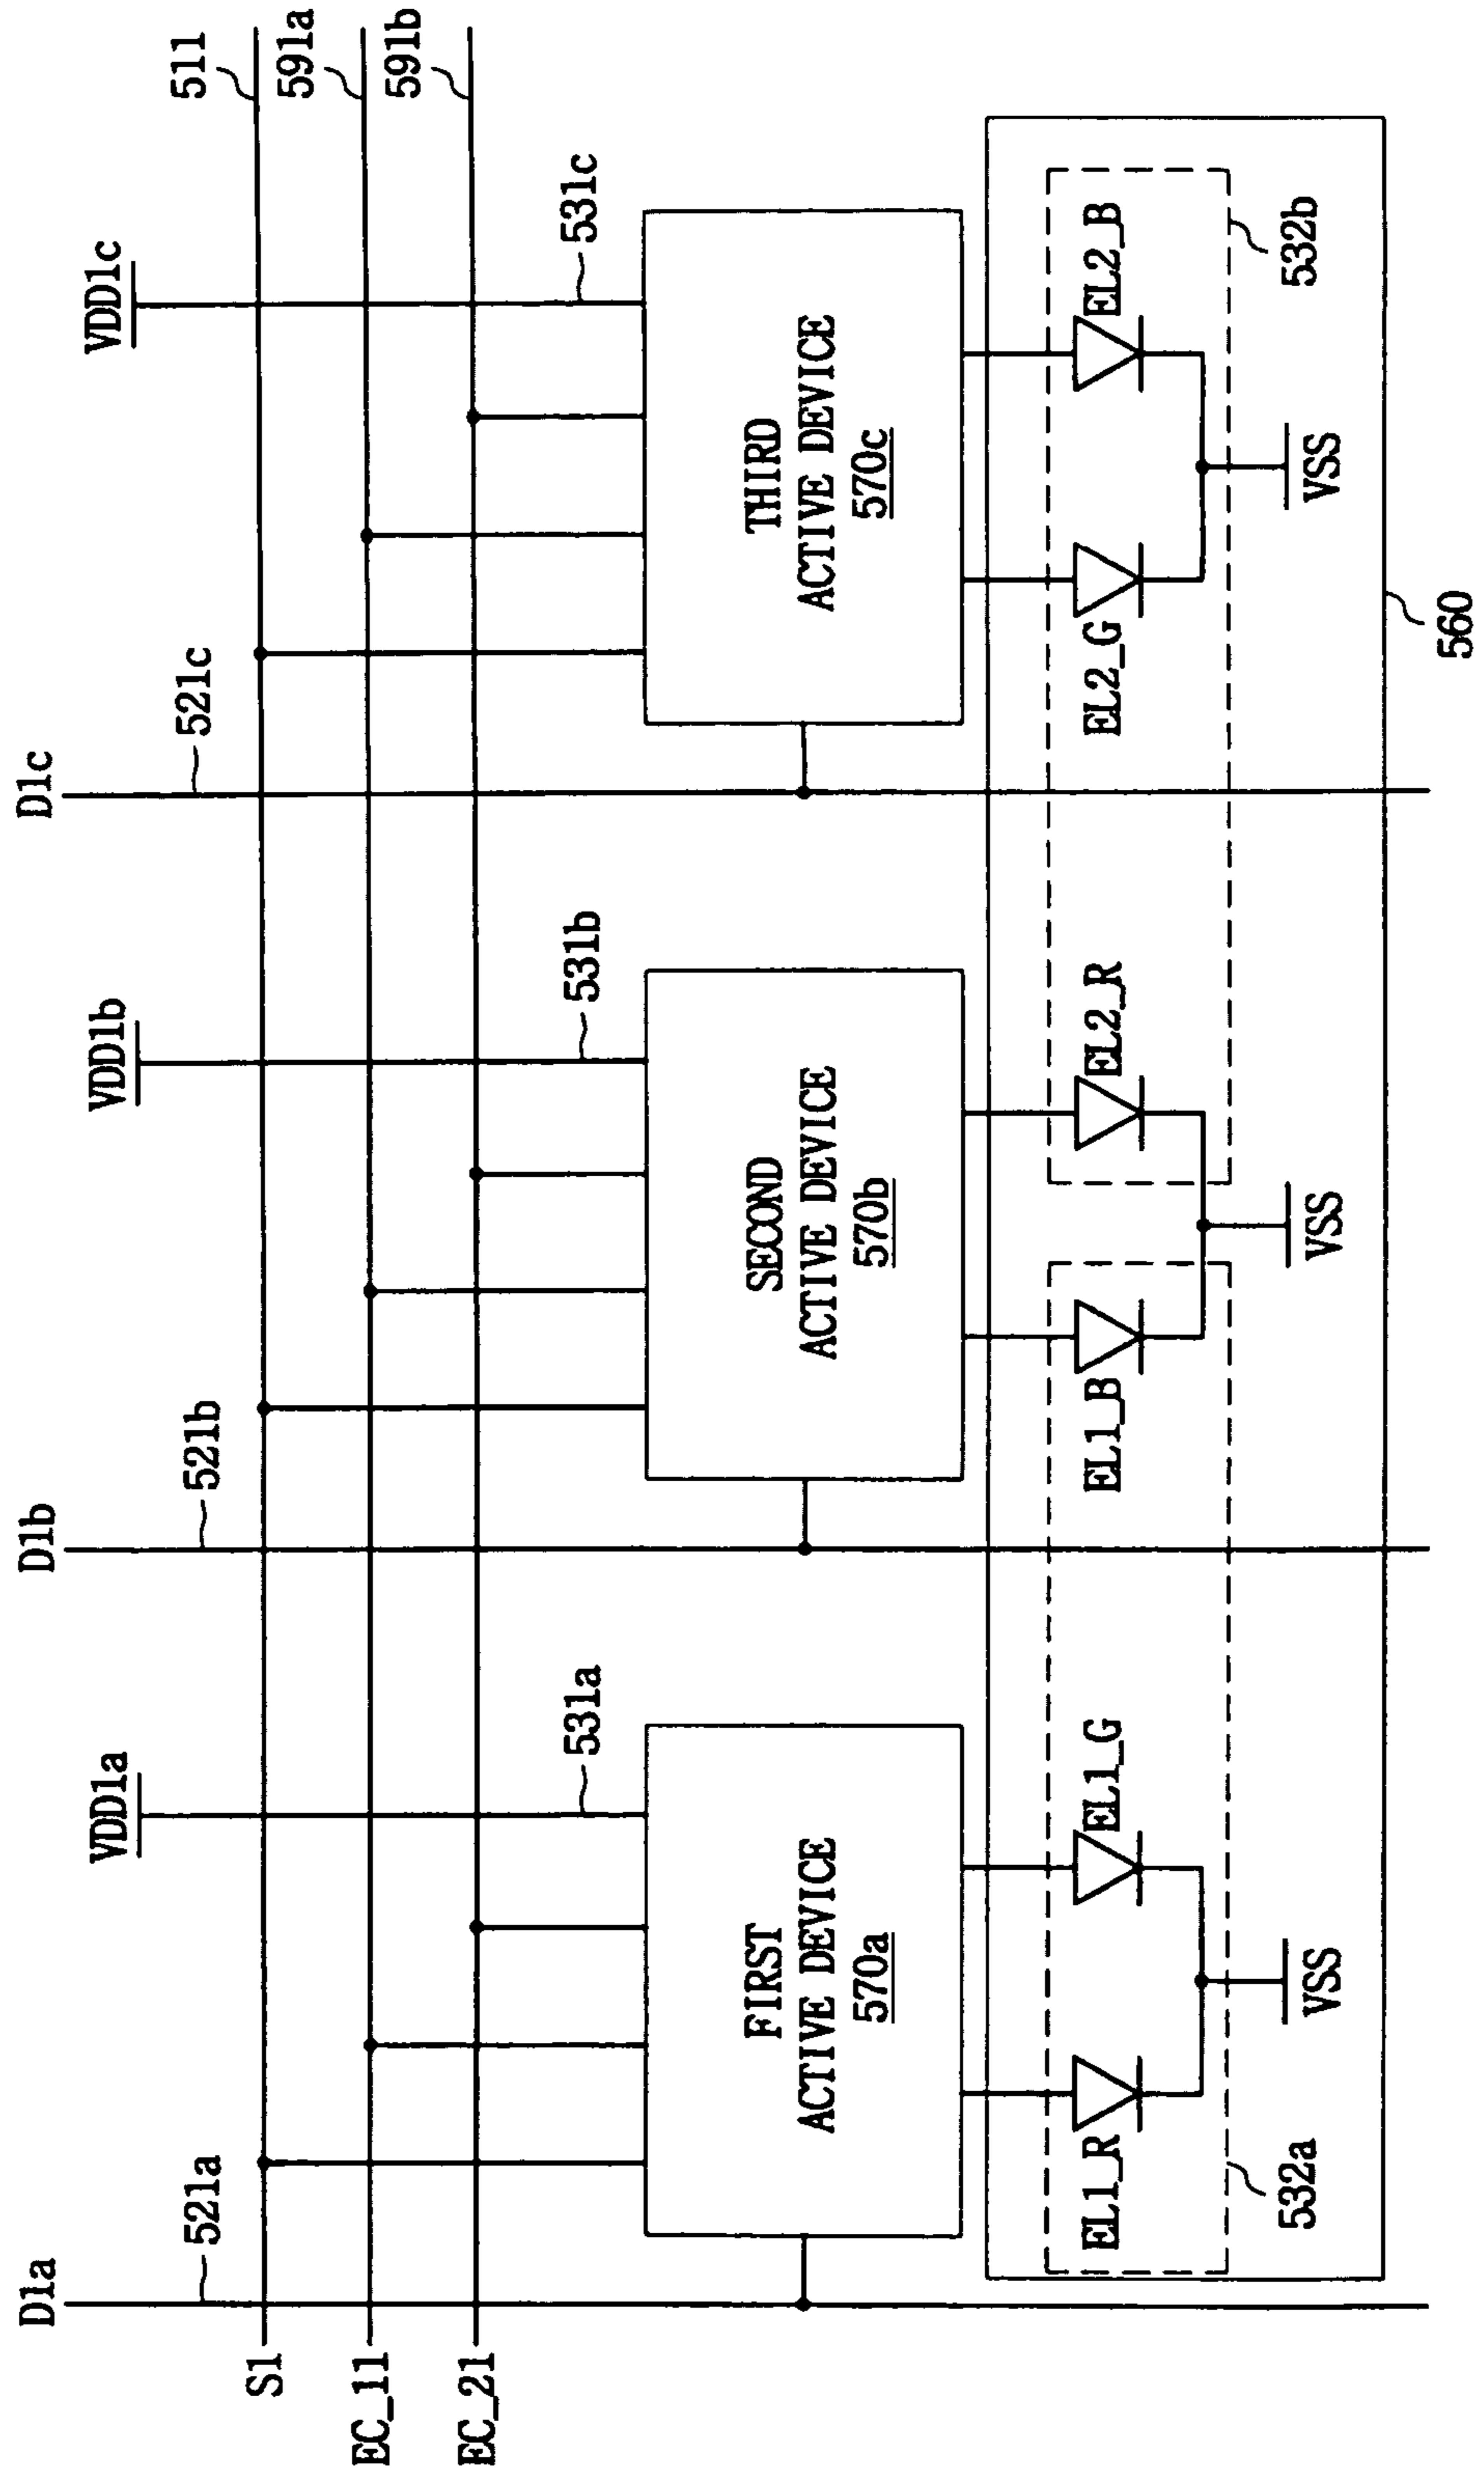 D1a
D1b
D1c
521a
VDD1a
521b
VDD1b
521c
VDD1c
511
591a
591b
S1
EC_11
EC_21
531a
531b
531c
FIRST
ACTIVE DEVICE
570a
SECOND
ACTIVE DEVICE
570b
THIRD
ACTIVE DEVICE
570c
EL1_R
EL1_G
EL1_B
EL2_R
EL2_G
EL2_B
532a
VSS
VSS
VSS
532b
560